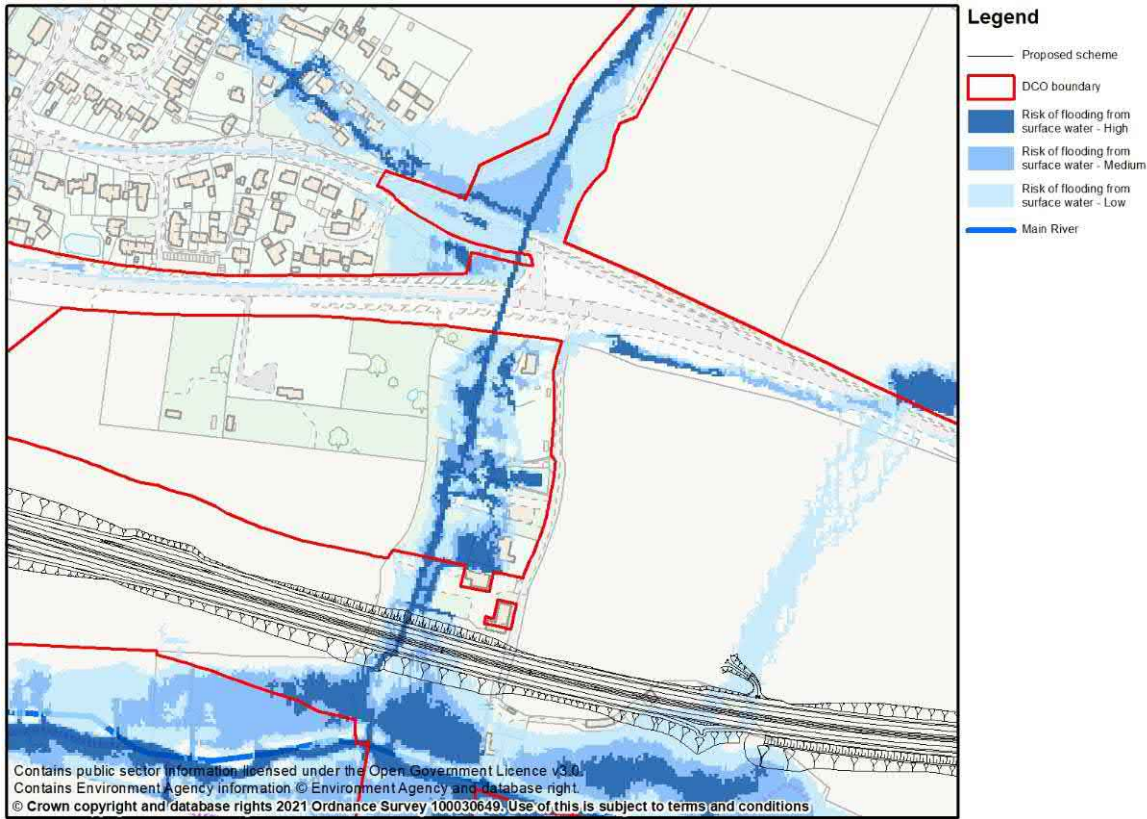 Legend
Proposed scheme
DCO boundary
Risk of flooding from
surface water - High
Risk of flooding from
surface water - Medium
Risk of flooding from
surface water - Low
Main River
Contains public sector information licensed under the Open Government Licence v3.0.
Contains Environment Agency information © Environment Agency and database right.
© Crown copyright and database rights 2021 Ordnance Survey 100030649. Use of this is subject to terms and conditions